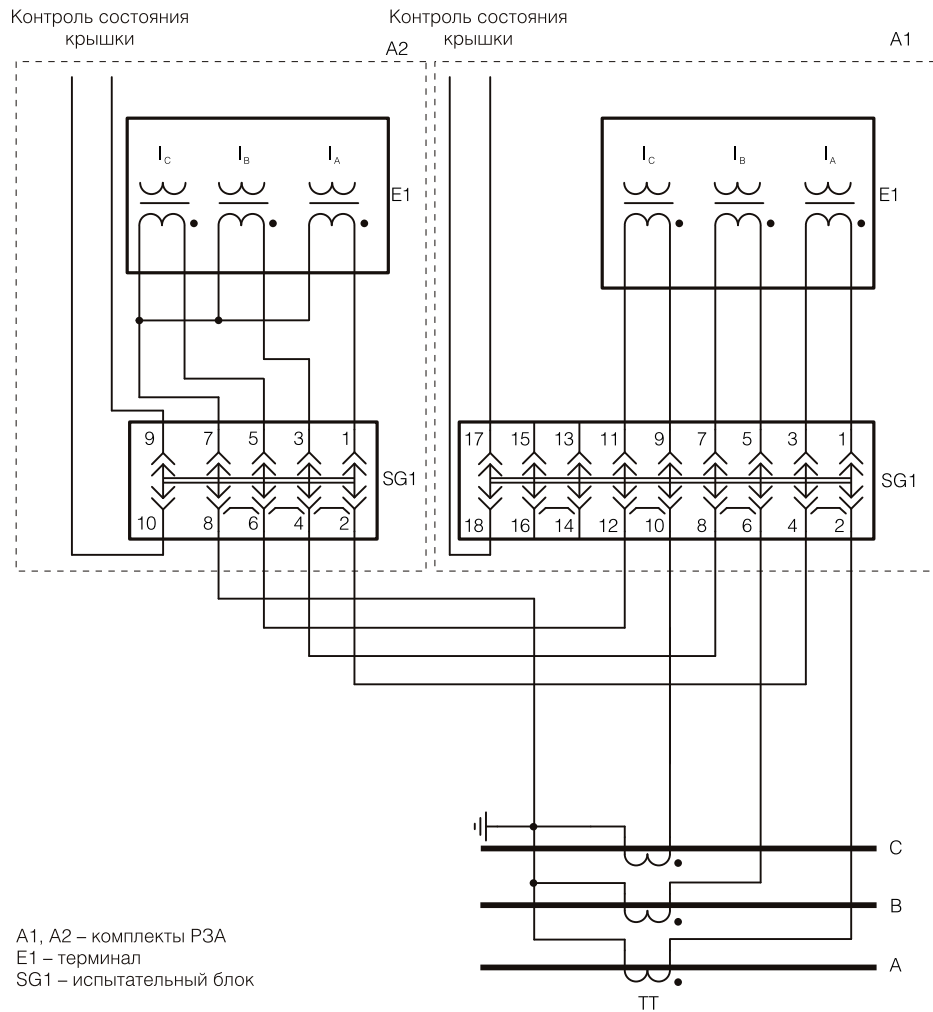 Контроль состояния
крышки
Контроль состояния
крышки
A2
A1
I_C I_B I_A
E1
I_C I_B I_A
E1
9 7 5 3 1
SG1
10 8 6 4 2
17 15 13 11 9 7 5 3 1
SG1
18 16 14 12 10 8 6 4 2
C
B
A
TT
A1, A2 – комплекты РЗА
E1 – терминал
SG1 – испытательный блок